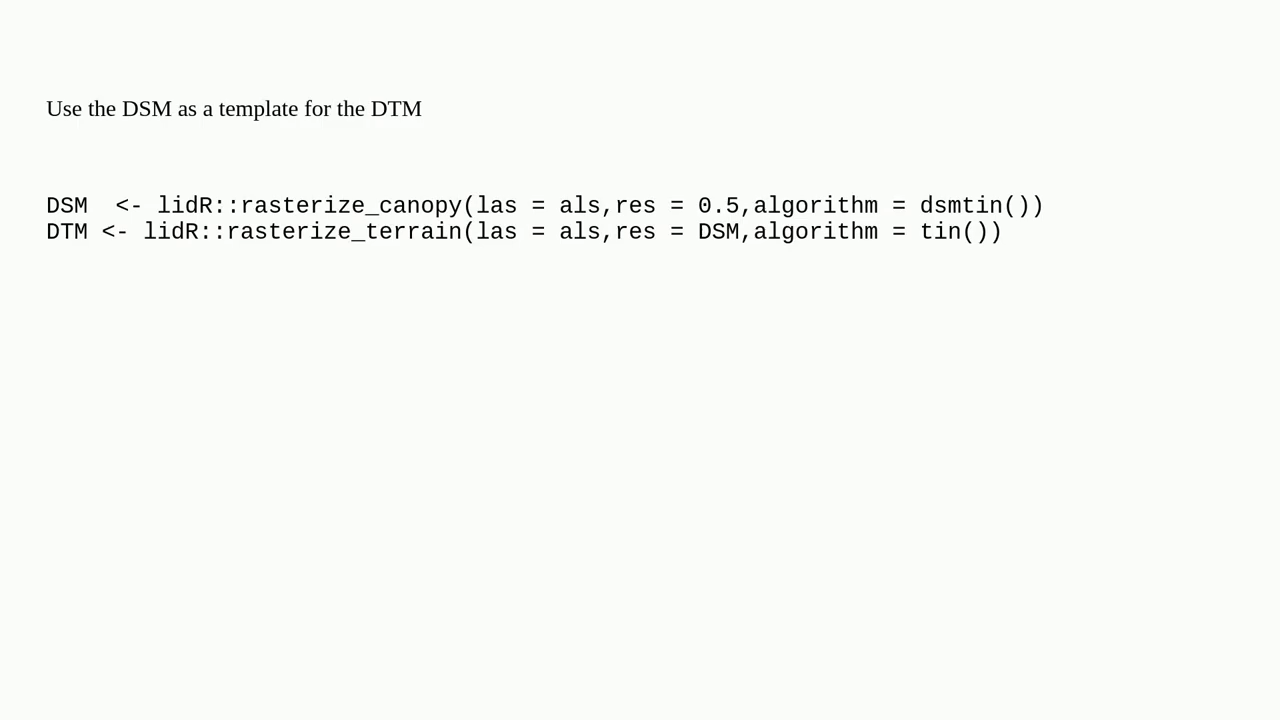 Use the DSM as a template for the DTM
DSM  <- lidR::rasterize_canopy(las = als,res = 0.5,algorithm = dsmtin())
DTM <- lidR::rasterize_terrain(las = als,res = DSM,algorithm = tin())